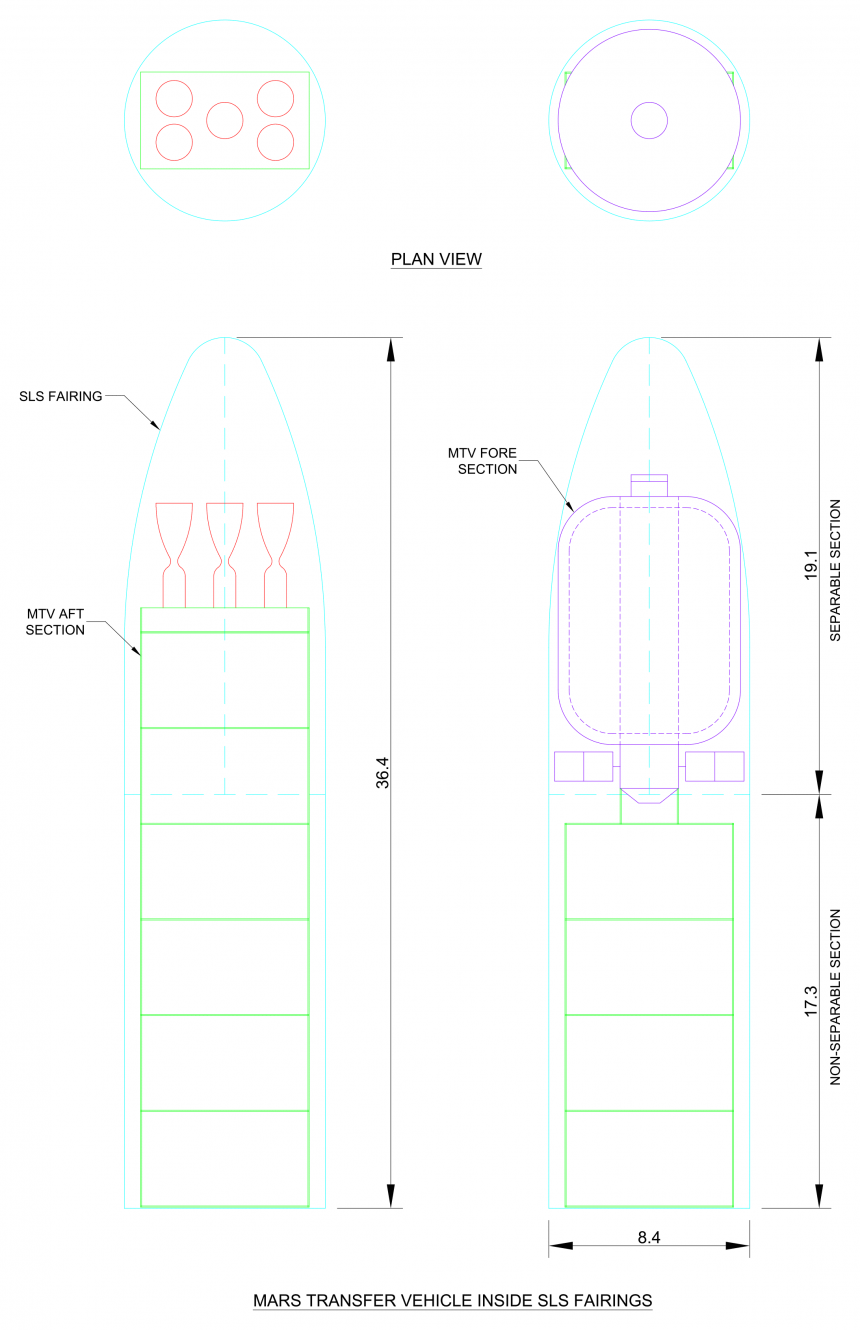 PLAN VIEW
SLS FAIRING
MTV FORE
SECTION
19.1
SEPARABLE SECTION
MTV AFT
SECTION
36.4
17.3
NON-SEPARABLE SECTION
8.4
MARS TRANSFER VEHICLE INSIDE SLS FAIRINGS